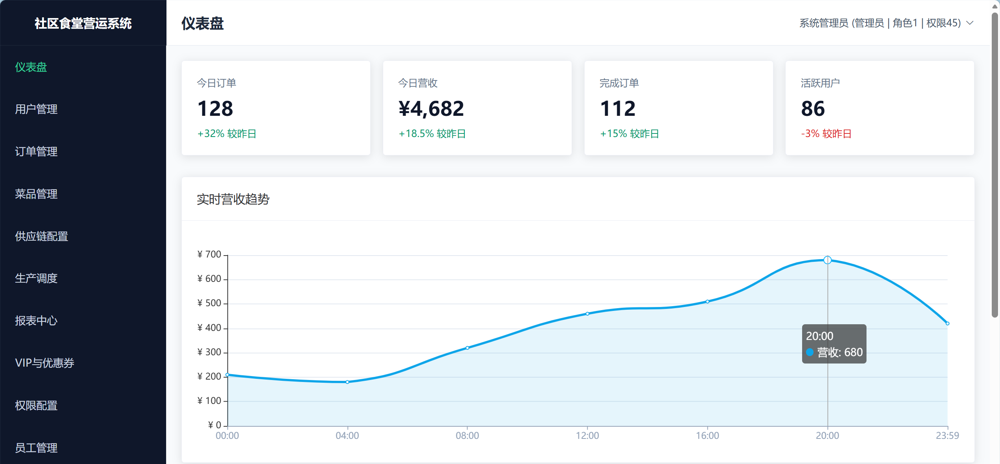 社区食堂营运系统
仪表盘
系统管理员 (管理员 | 角色1 | 权限45)
仪表盘
用户管理
订单管理
菜品管理
供应链配置
生产调度
报表中心
VIP与优惠券
权限配置
员工管理
今日订单
128
+32% 较昨日
今日营收
¥4,682
+18.5% 较昨日
完成订单
112
+15% 较昨日
活跃用户
86
-3% 较昨日
实时营收趋势
¥ 700
¥ 600
¥ 500
¥ 400
¥ 300
¥ 200
¥ 100
¥ 0
00:00
04:00
08:00
12:00
16:00
20:00
23:59
20:00
营收: 680